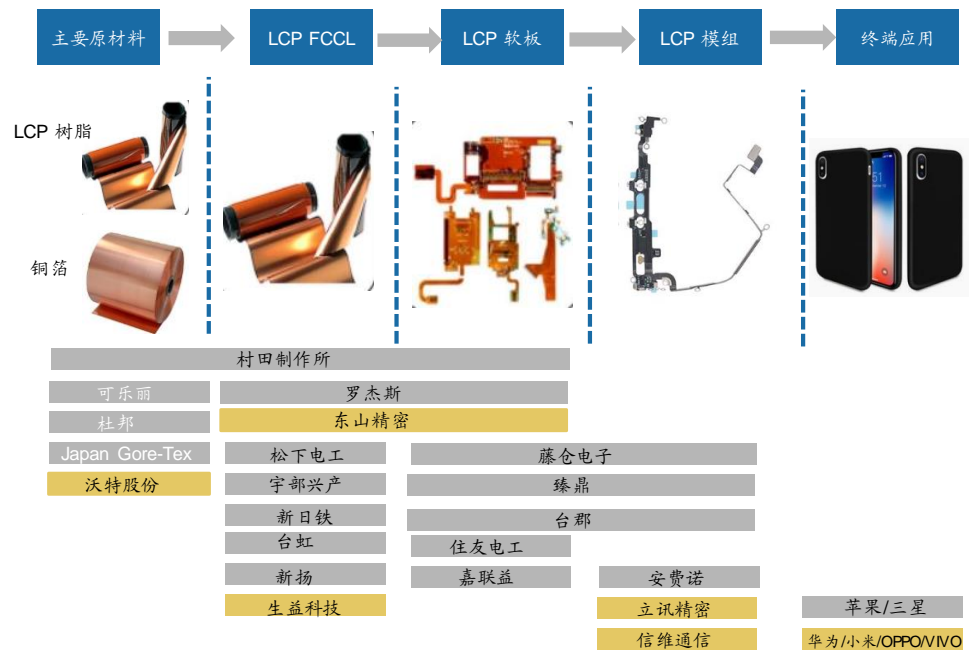 主要原材料
LCP FCCL
LCP 软板
LCP 模组
终端应用
LCP 树脂
铜箔
村田制作所
可乐丽
罗杰斯
杜邦
东山精密
Japan Gore-Tex
松下电工
藤仓电子
沃特股份
宇部兴产
臻鼎
新日铁
台郡
台虹
住友电工
新扬
嘉联益
安费诺
生益科技
立讯精密
苹果/三星
信维通信
华为/小米/OPPO/VIVO